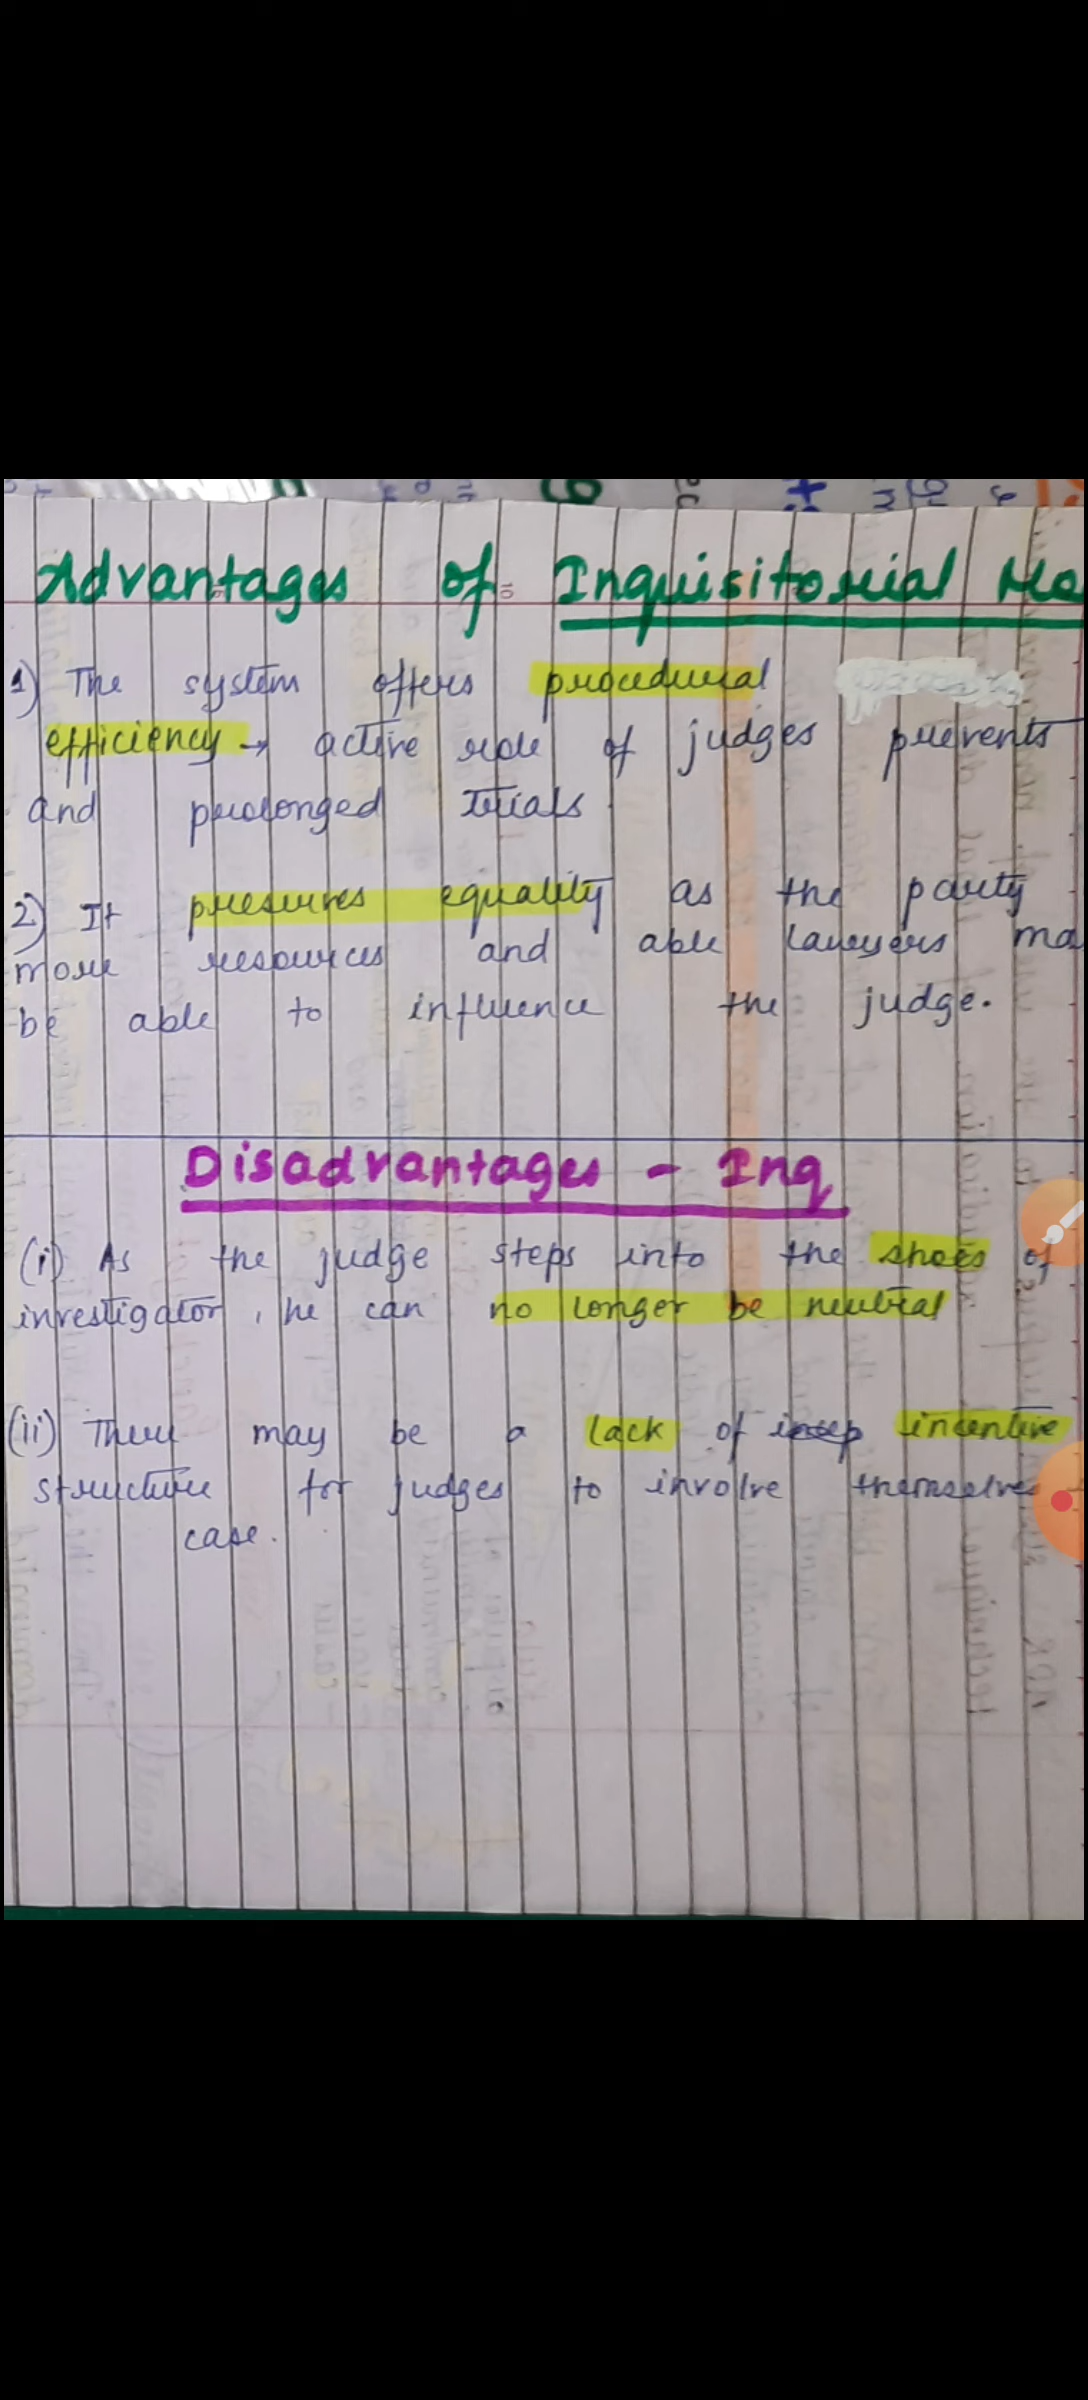 Advantages of Inquisitorial Mo
1) The system offers procedural
efficiency → active role of judges prevents
and prolonged trials
2) It preserves equality as the party
more resources and able lawyers ma
be able to influence the judge.
Disadvantages - Inq
(i) As the judge steps into the shoes of
investigator, he can no longer be neutral
(ii) There may be a lack of incentive
structure for judges to involve themselves
case.